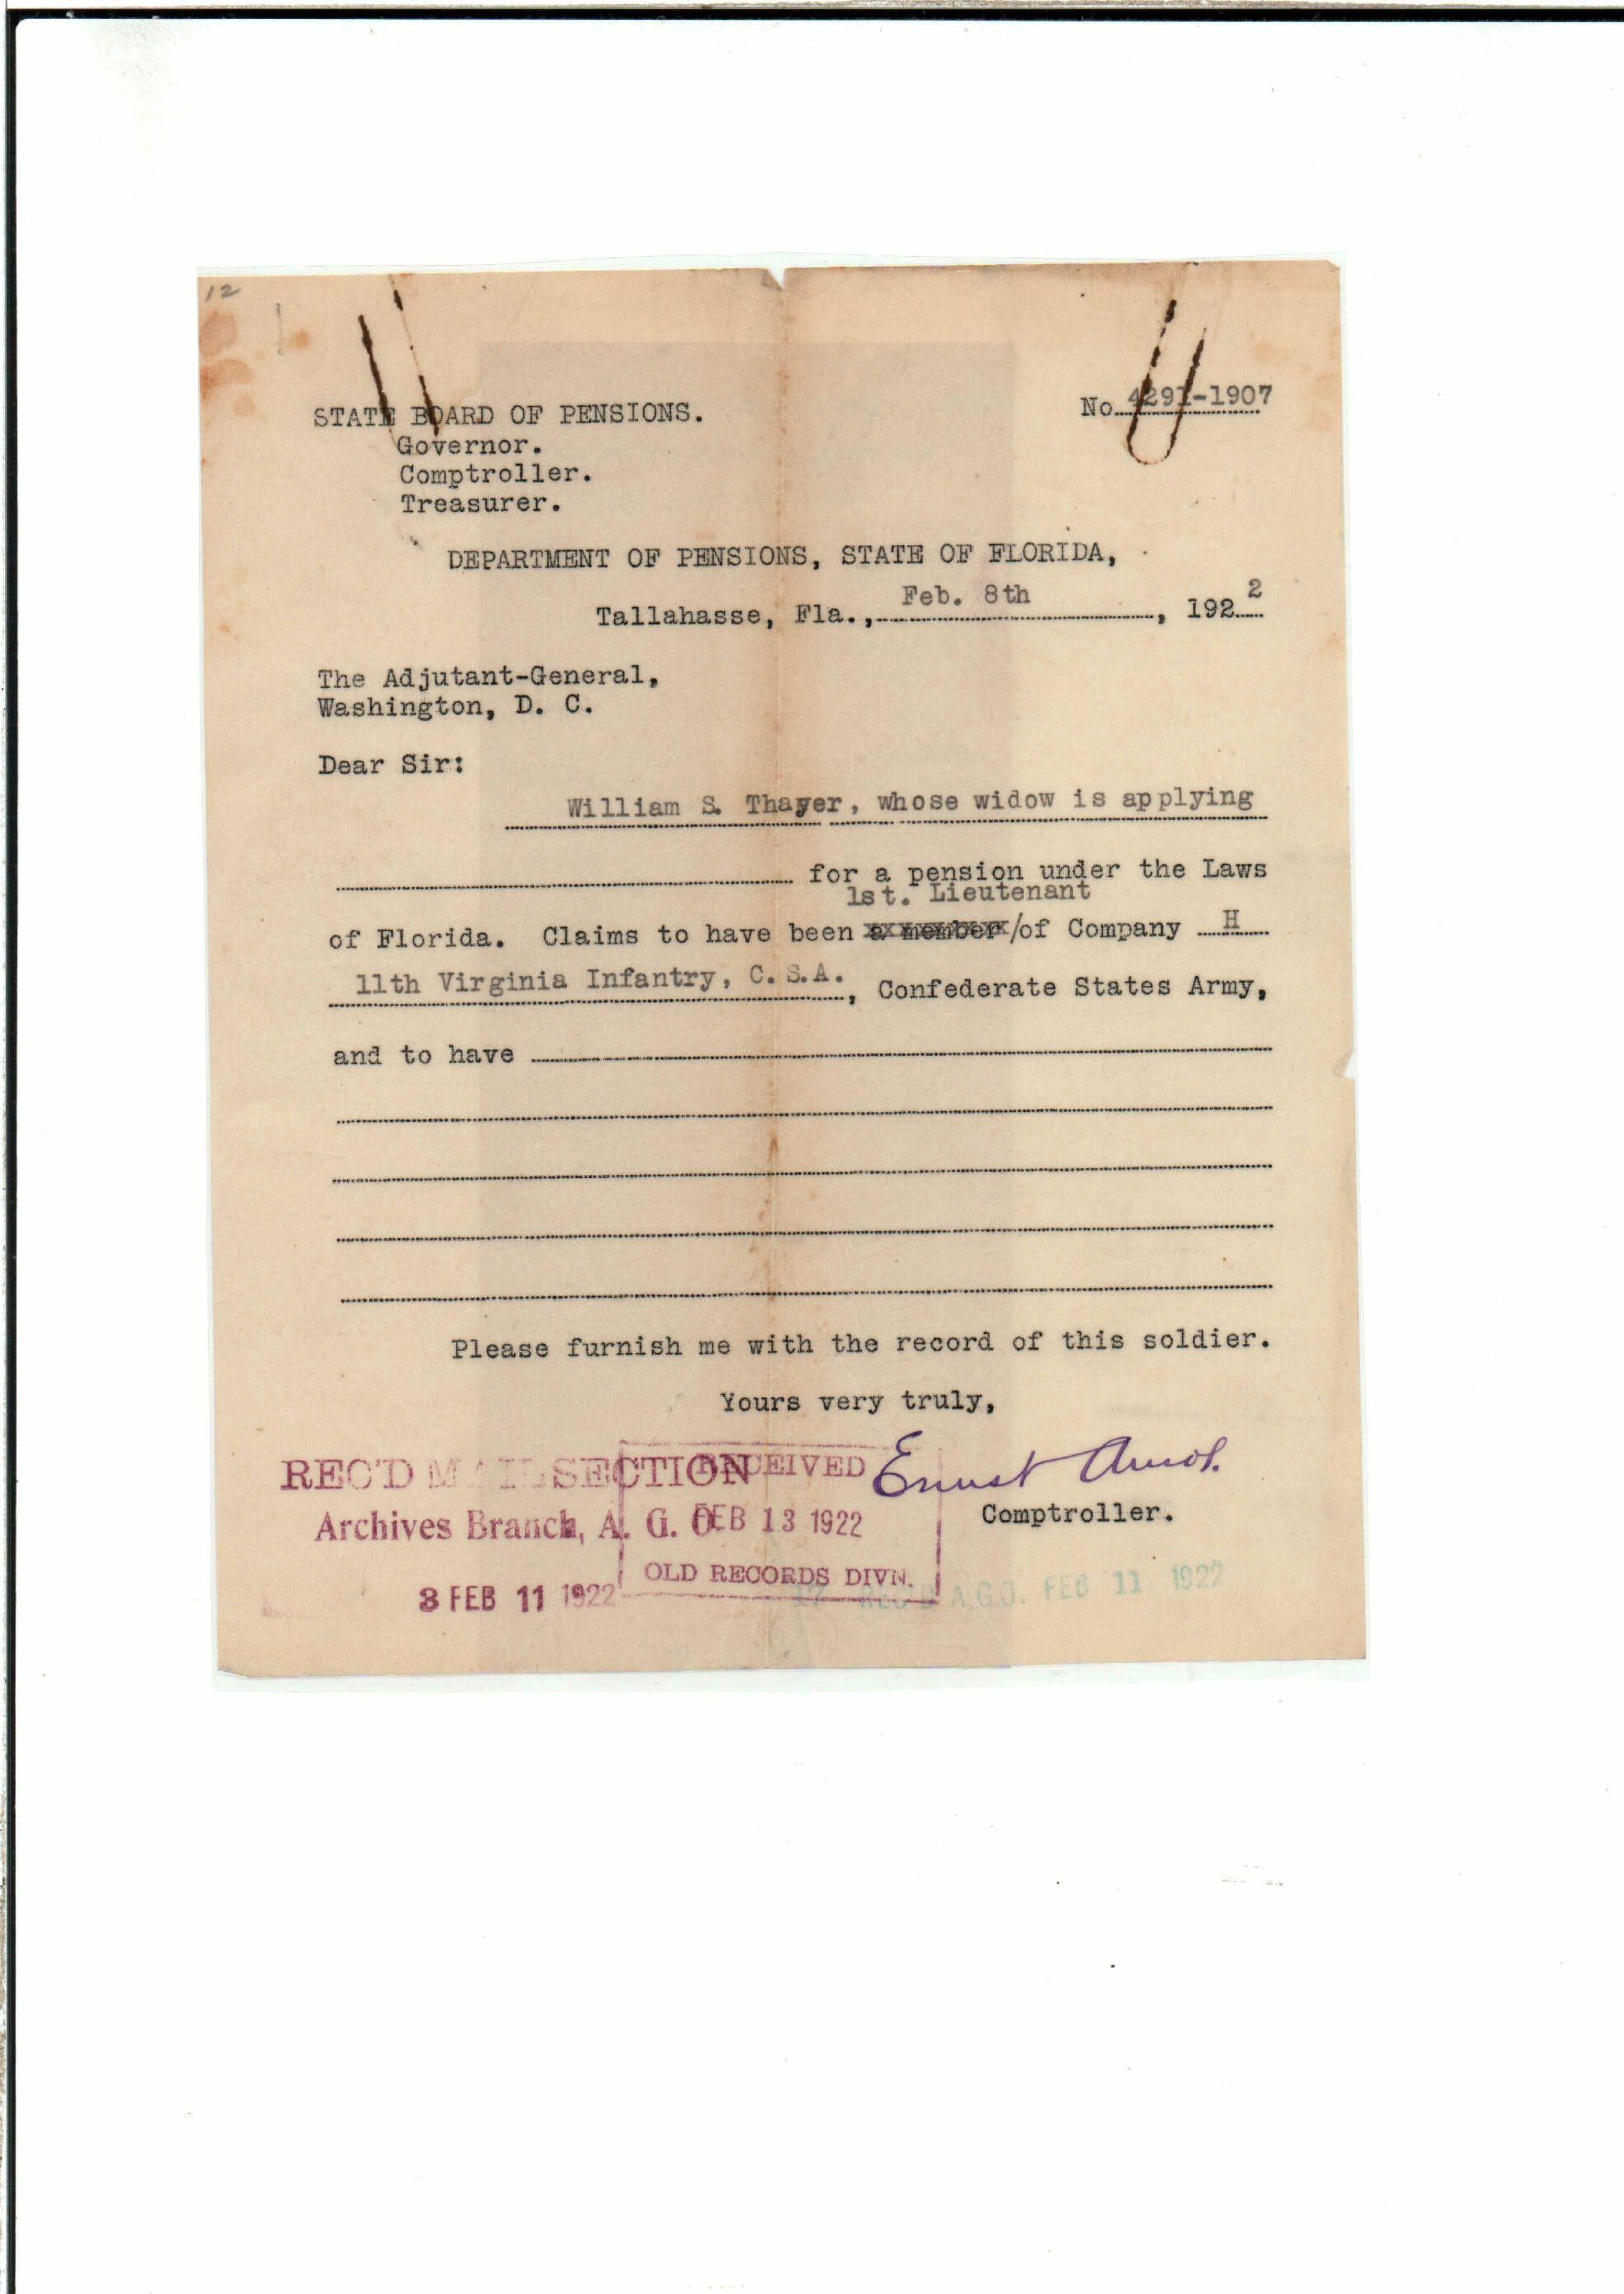 12
STATE BOARD OF PENSIONS.
Governor.
Comptroller.
Treasurer.
No. 4291-1907
DEPARTMENT OF PENSIONS, STATE OF FLORIDA,
Tallahasse, Fla., Feb. 8th, 1922
The Adjutant-General,
Washington, D. C.
Dear Sir:
William S. Thayer, whose widow is applying
for a pension under the Laws
1st. Lieutenant
of Florida. Claims to have been a member/of Company H
11th Virginia Infantry, C.S.A., Confederate States Army,
and to have
Please furnish me with the record of this soldier.
Yours very truly,
Ernest Amos.
Comptroller.
REC'D MAIL SECTION
Archives Branch, A. G. O.
8 FEB 11 1922
RECEIVED
FEB 13 1922
OLD RECORDS DIVN.
REC'D A.G.O. FEB 11 1922